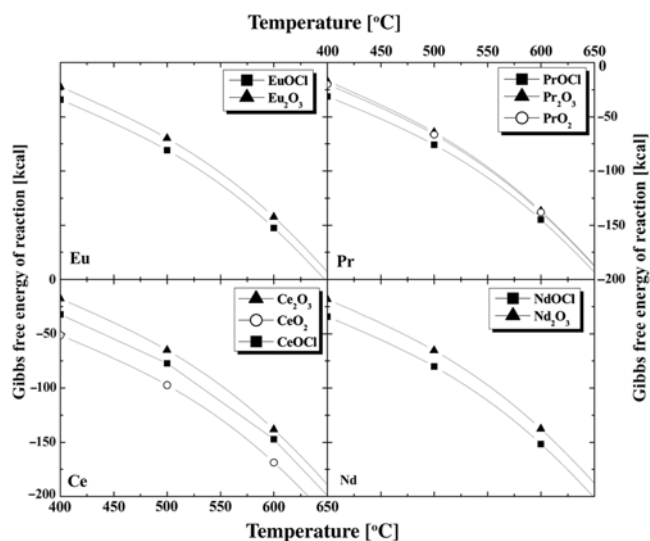 Temperature [°C]
400 450 500 550 600 650
EuOCl
Eu₂O₃
PrOCl
Pr₂O₃
PrO₂
0
−50
−100
−150
−200
Eu
Pr
Gibbs free energy of reaction [kcal]
Gibbs free energy of reaction [kcal]
0
−50
−100
−150
−200
Ce₂O₃
CeO₂
CeOCl
NdOCl
Nd₂O₃
Ce
Nd
400 450 500 550 600 650
Temperature [°C]